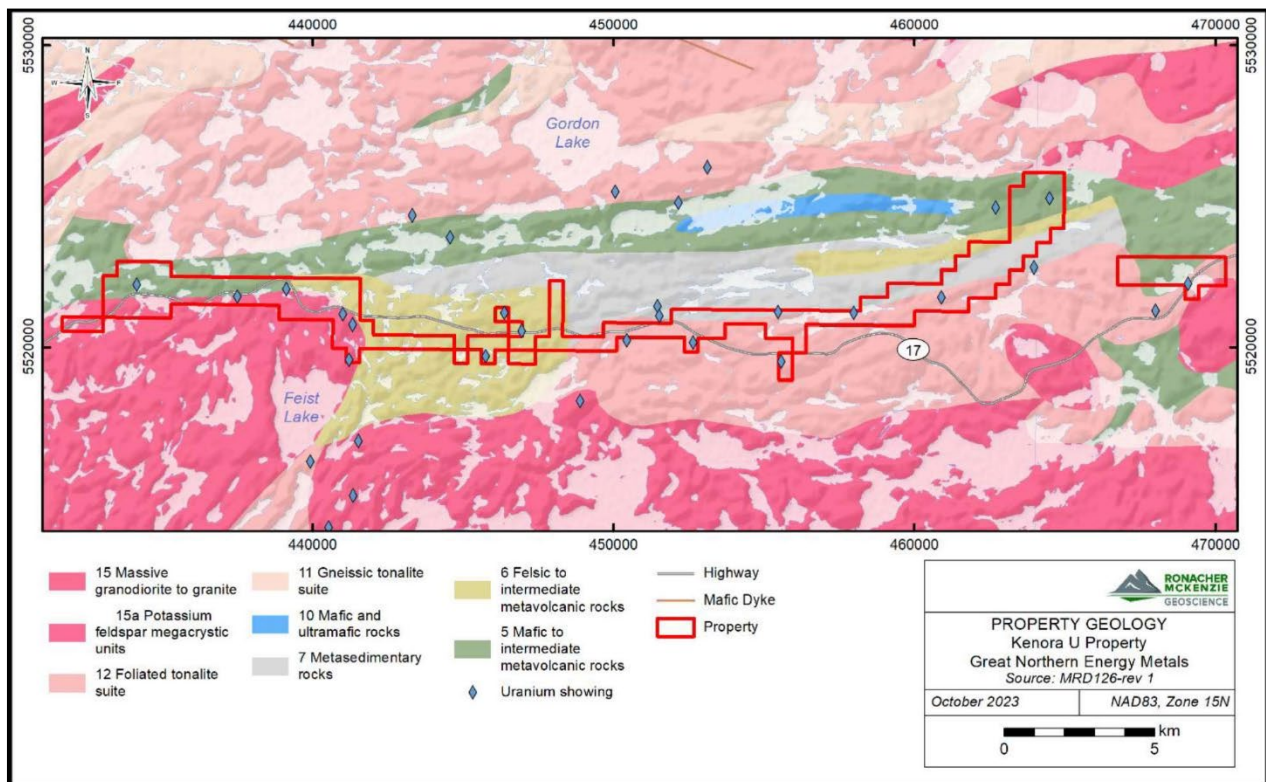 440000
450000
460000
470000
5530000
5530000
N
W
S
Gordon
Lake
5520000
5520000
17
Feist
Lake
440000
450000
460000
470000
15 Massive
granodiorite to granite
15a Potassium
feldspar megacrystic
units
12 Foliated tonalite
suite
11 Gneissic tonalite
suite
10 Mafic and
ultramafic rocks
7 Metasedimentary
rocks
6 Felsic to
intermediate
metavolcanic rocks
5 Mafic to
intermediate
metavolcanic rocks
Uranium showing
Highway
Mafic Dyke
Property
RONACHER
MCKENZIE
GEOSCIENCE
PROPERTY GEOLOGY
Kenora U Property
Great Northern Energy Metals
Source: MRD126-rev 1
October 2023
NAD83, Zone 15N
km
0
5